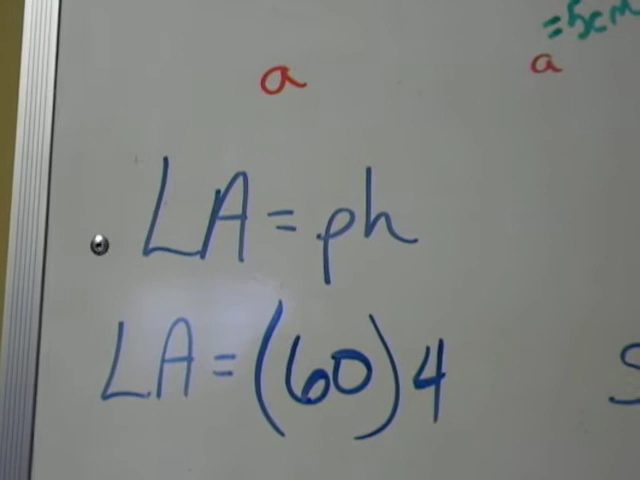 = 5cm
a
a
LA = ph
LA = (60)4
S